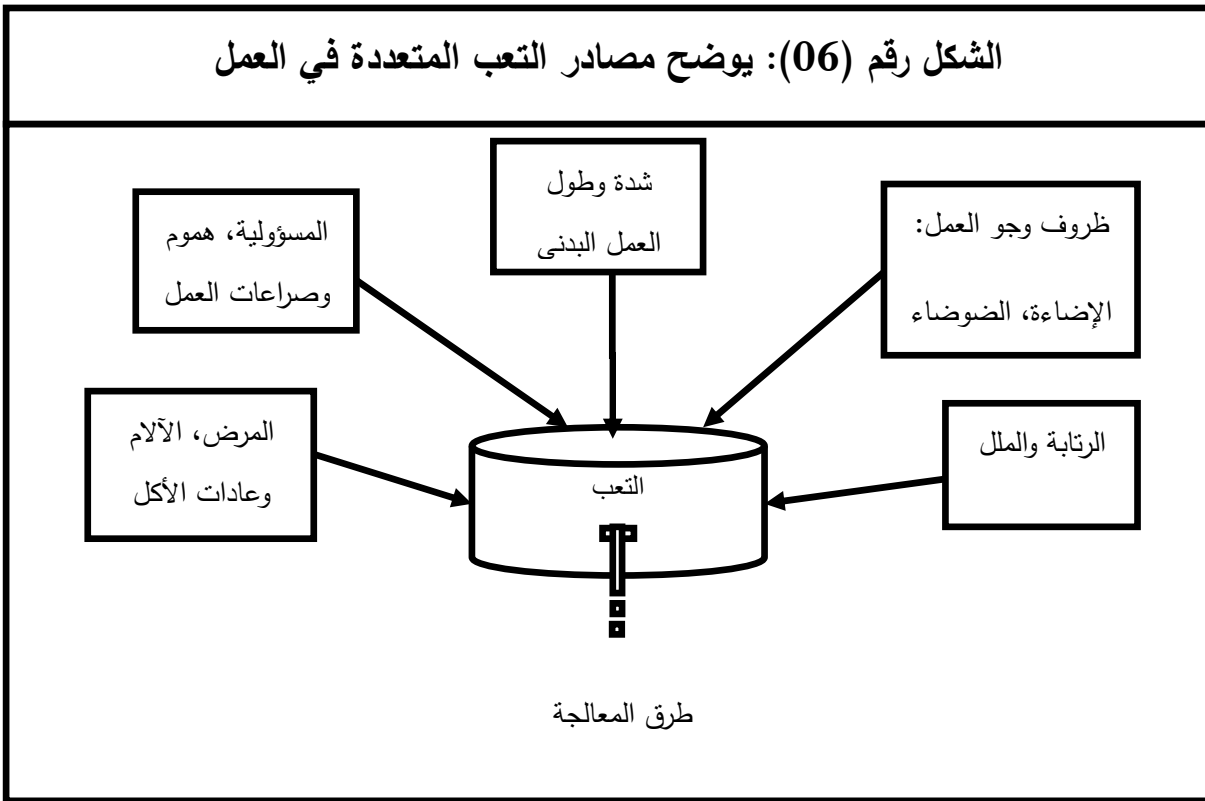 الشكل رقم (06): يوضح مصادر التعب المتعددة في العمل
شدة وطول
العمل البدنى
ظروف وجو العمل:
الإضاءة، الضوضاء
المسؤولية، هموم
وصراعات العمل
الرتابة والملل
المرض، الآلام
وعادات الأكل
التعب
طرق المعالجة